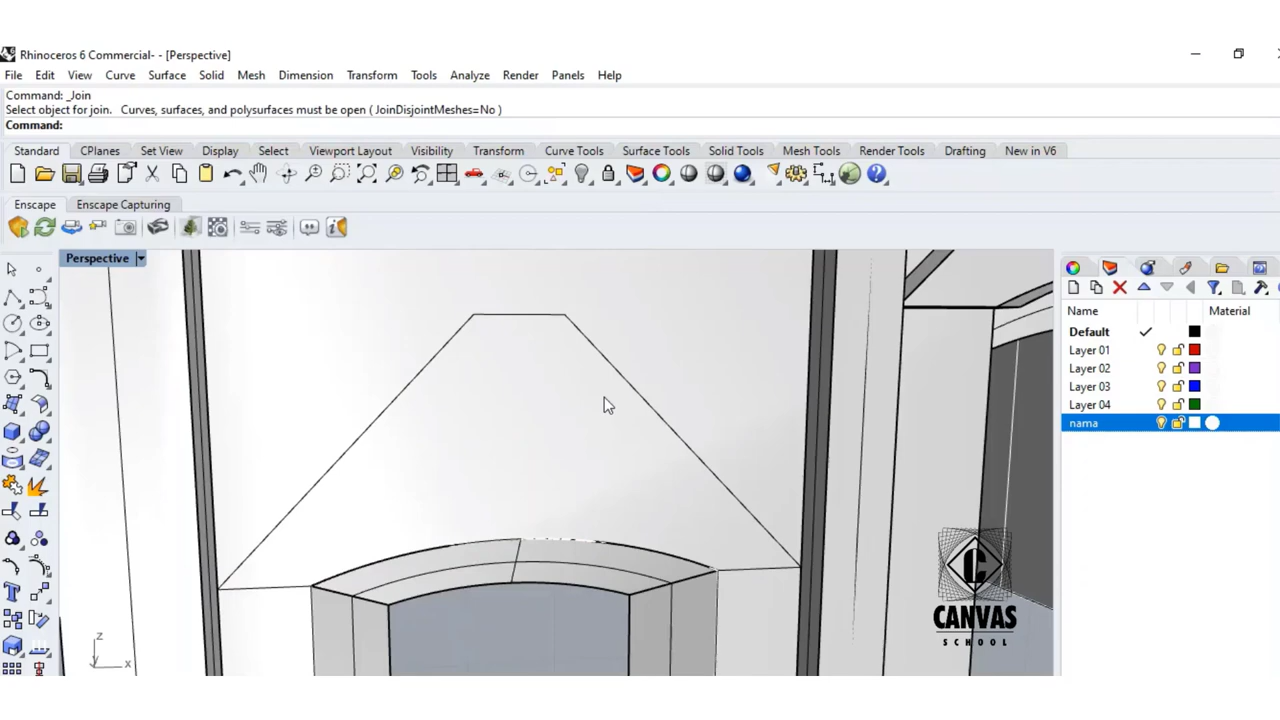 Rhinoceros 6 Commercial- - [Perspective]
File Edit View Curve Surface Solid Mesh Dimension Transform Tools Analyze Render Panels Help
Command: _Join
Select object for join. Curves, surfaces, and polysurfaces must be open ( JoinDisjointMeshes=No )
Command:
Standard CPlanes Set View Display Select Viewport Layout Visibility Transform Curve Tools Surface Tools Solid Tools Mesh Tools Render Tools Drafting New in V6
Enscape Enscape Capturing
Perspective
Name Material
Default
Layer 01
Layer 02
Layer 03
Layer 04
nama
z
y x
C
CANVAS
SCHOOL